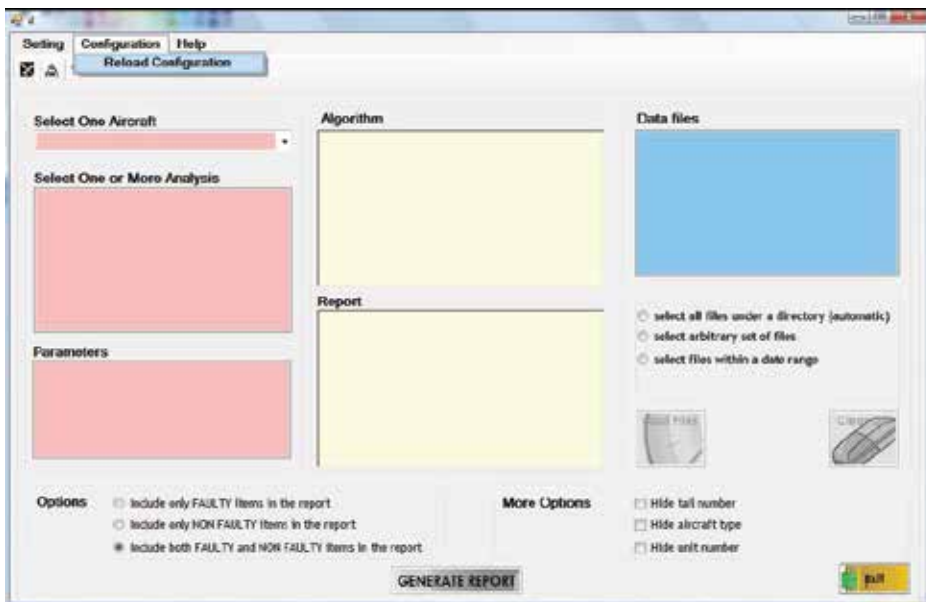 Setting Configuration Help
Reload Configuration
Select One Aircraft
Algorithm
Data files
Select One or More Analysis
Report
select all files under a directory (automatic)
select arbitrary set of files
select files within a date range
Parameters
Options
Include only FAULTY items in the report
Include only NON FAULTY items in the report
Include both FAULTY and NON FAULTY items in the report
More Options
Hide tail number
Hide aircraft type
Hide unit number
GENERATE REPORT
Exit